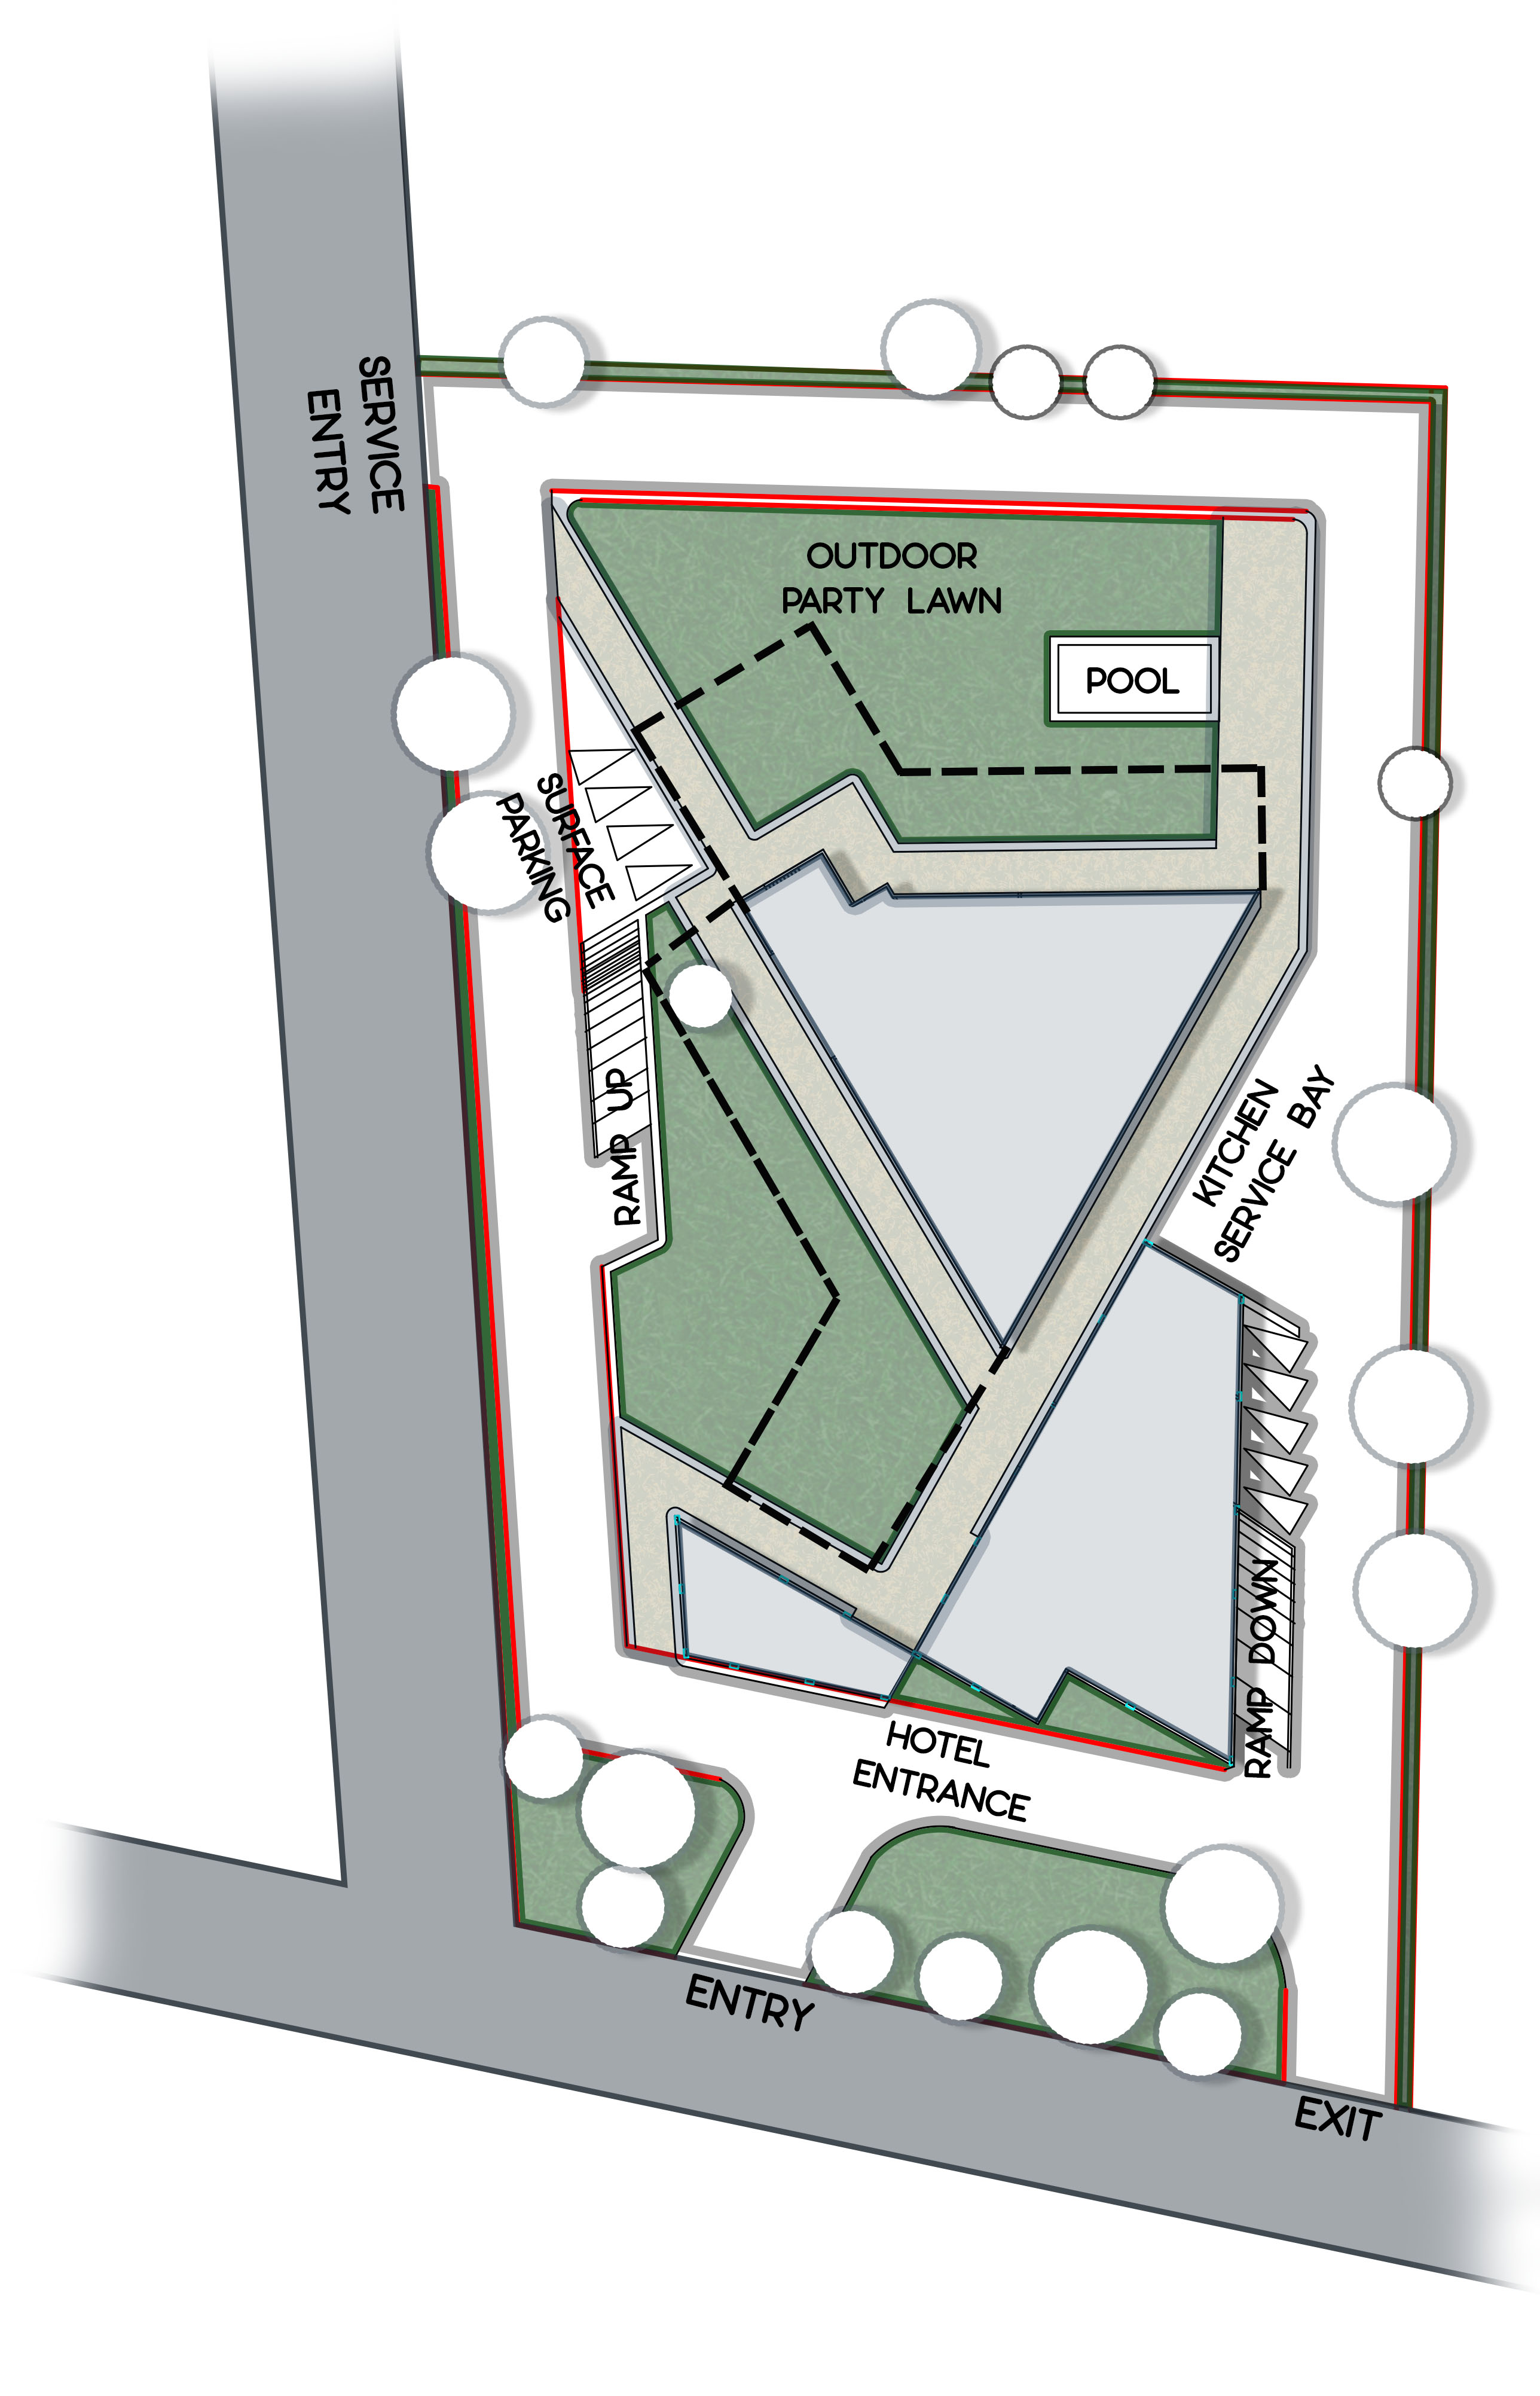 SERVICE
ENTRY
OUTDOOR
PARTY LAWN
POOL
SURFACE
PARKING
RAMP UP
KITCHEN
SERVICE BAY
RAMP DOWN
HOTEL
ENTRANCE
ENTRY
EXIT